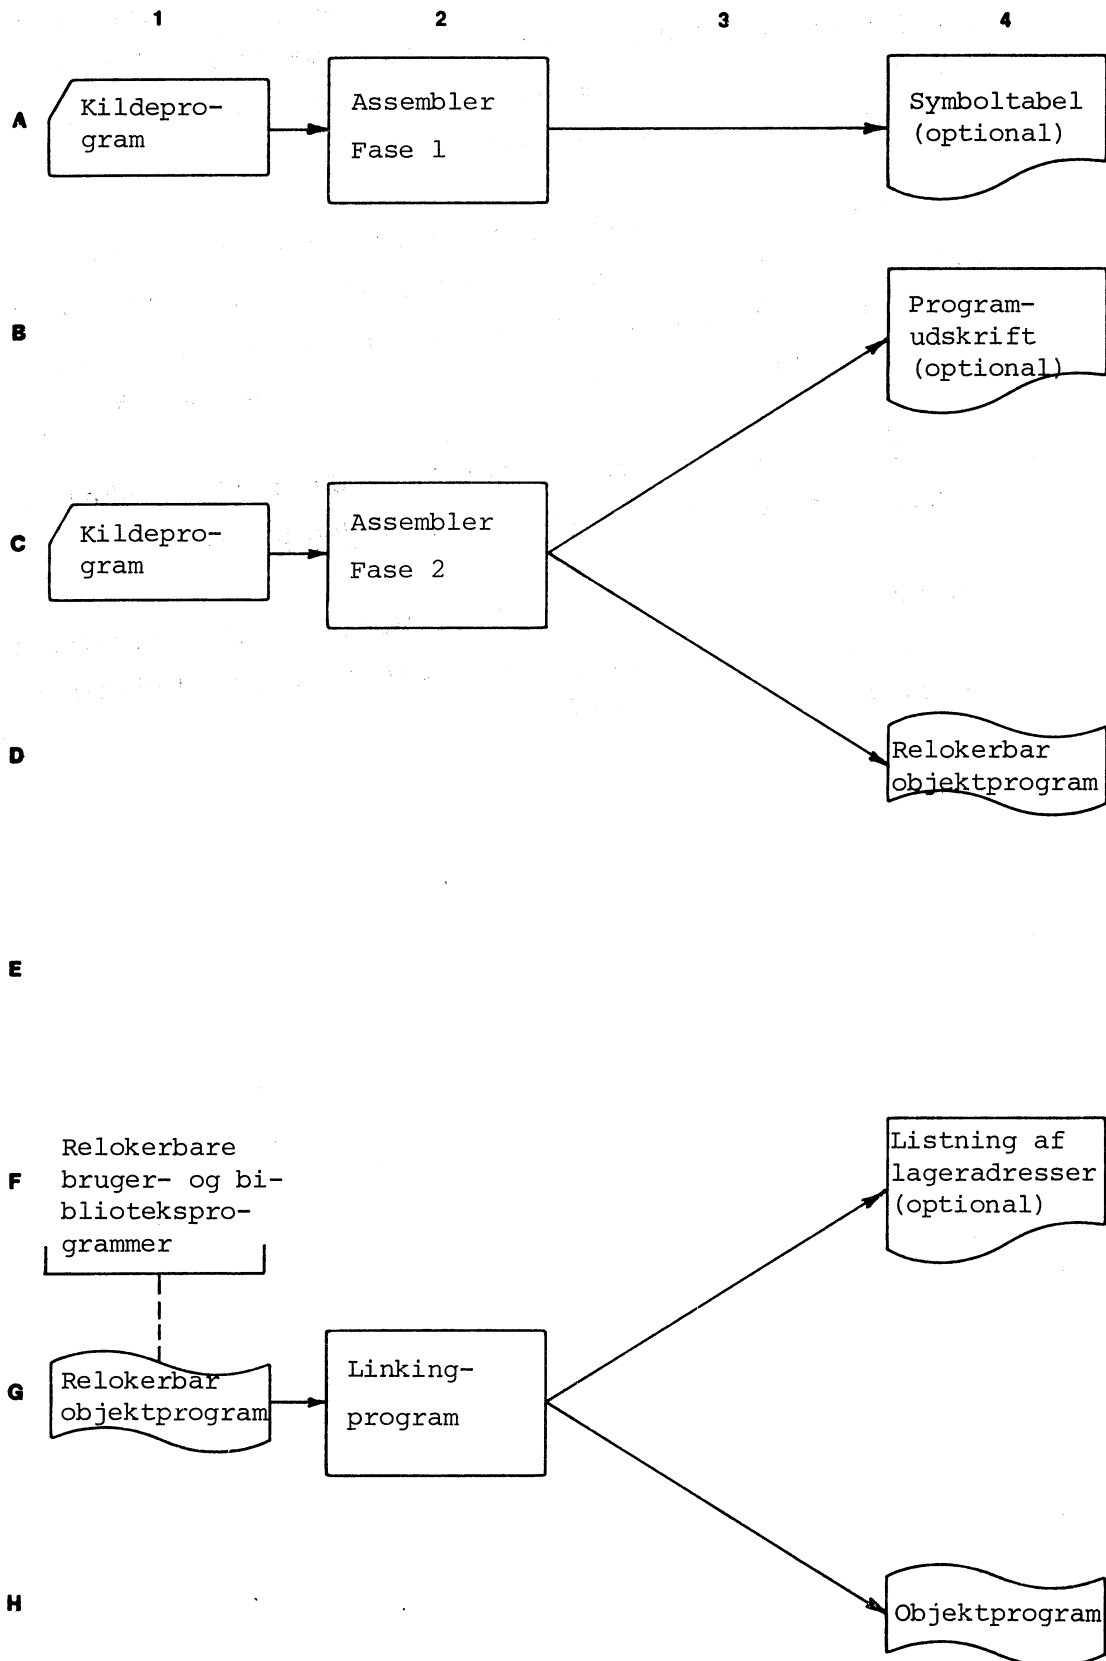 1 2 3 4
A
Kildepro-
gram
Assembler
Fase 1
Symboltabel
(optional)
B
Program-
udskrift
(optional)
C
Kildepro-
gram
Assembler
Fase 2
D
Relokerbar
objektprogram
E
F
Relokerbare
bruger- og bi-
bliotekspro-
grammer
Listning af
lageradresser
(optional)
G
Relokerbar
objektprogram
Linking-
program
H
Objektprogram